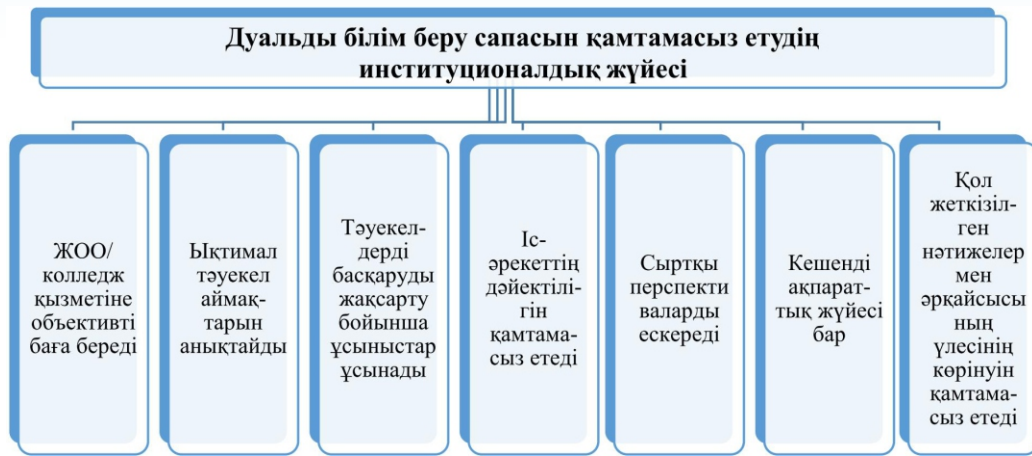 Дуальды білім беру сапасын қамтамасыз етудің
институционалдық жүйесі
ЖОО/
колледж
қызметіне
объективті
баға береді
Ықтимал
тәуекел
аймақ-
тарын
анықтайды
Тәуекел-
дерді
басқаруды
жақсарту
бойынша
ұсыныстар
ұсынады
Іс-
әрекеттің
дәйектілі-
гін
қамтама-
сыз етеді
Сыртқы
перспекти
валарды
ескереді
Кешенді
ақпарат-
тық жүйесі
бар
Қол
жеткізіл-
ген
нәтижелер
мен
әрқайсысы
ның
үлесінің
көрінуін
қамтама-
сыз етеді